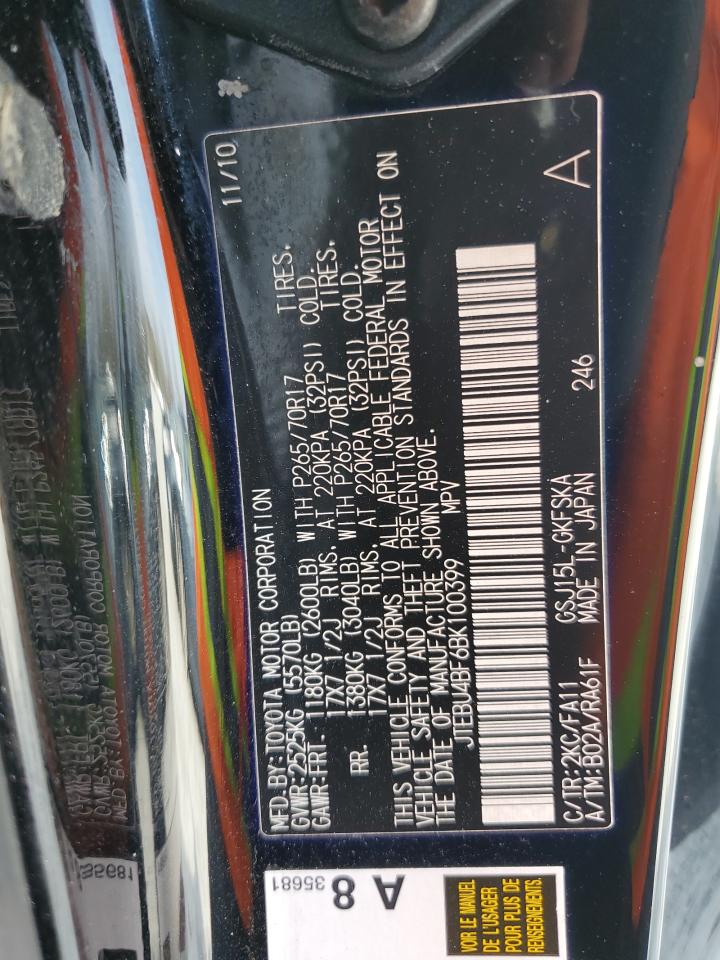 11/10
MFD BY:TOYOTA MOTOR CORPORATION
GVWR:2525KG (5570LB)
GAWR:FRT. 1180KG (2600LB) WITH P265/70R17 TIRES.
17X7 1/2J RIMS. AT 220KPA (32PSI) COLD.
RR. 1380KG (3040LB) WITH P265/70R17 TIRES.
17X7 1/2J RIMS. AT 220KPA (32PSI) COLD.
THIS VEHICLE CONFORMS TO ALL APPLICABLE FEDERAL MOTOR
VEHICLE SAFETY AND THEFT PREVENTION STANDARDS IN EFFECT ON
THE DATE OF MANUFACTURE SHOWN ABOVE.
JTEBU4BF6BK100399 MPV
C/TR:2KC/FA11 GSJ15L-GKFSKA A
A/TM:B02A/RA61F MADE IN JAPAN 246
35681
A 8
VOIR LE MANUEL
DE L'USAGER
POUR PLUS DE
RENSEIGNEMENTS.